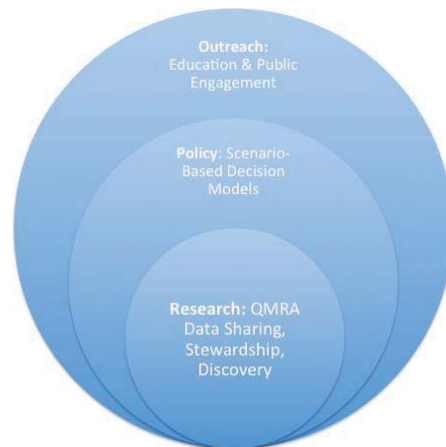 Outreach:
Education & Public
Engagement
Policy: Scenario-
Based Decision
Models
Research: QMRA
Data Sharing,
Stewardship,
Discovery